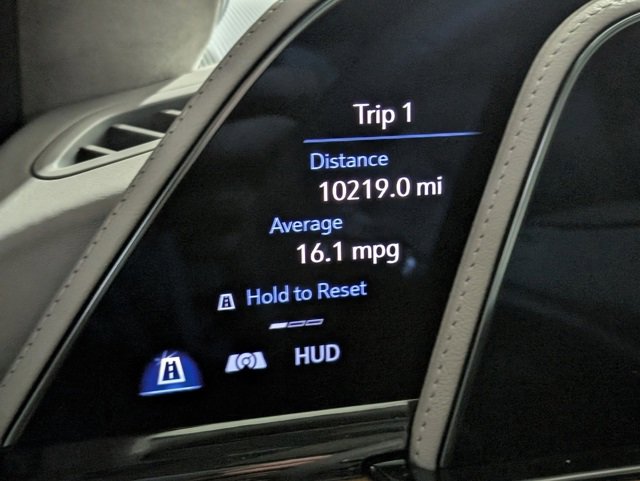 Trip 1
Distance
10219.0 mi
Average
16.1 mpg
Hold to Reset
HUD